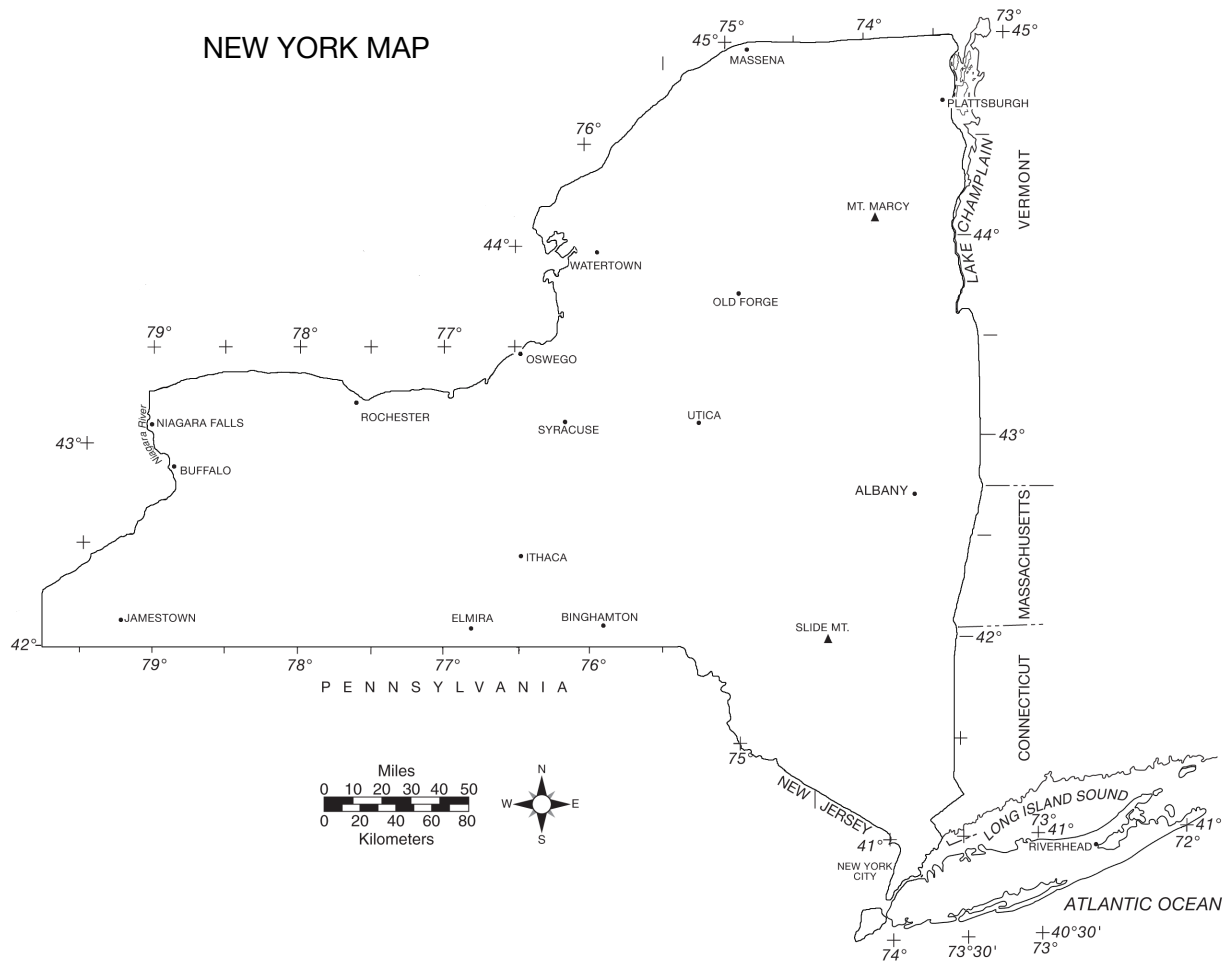 NEW YORK MAP
75°
74°
73°
45°
45°
MASSENA
PLATTSBURGH
76°
LAKE CHAMPLAIN
VERMONT
MT. MARCY
44°
44°
WATERTOWN
OLD FORGE
79°
78°
77°
OSWEGO
Niagara River
NIAGARA FALLS
ROCHESTER
SYRACUSE
UTICA
43°
43°
BUFFALO
ALBANY
MASSACHUSETTS
ITHACA
JAMESTOWN
ELMIRA
BINGHAMTON
SLIDE MT.
42°
42°
79°
78°
77°
76°
PENNSYLVANIA
CONNECTICUT
75°
Miles
0 10 20 30 40 50
0 20 40 60 80
Kilometers
N
W
E
S
NEW JERSEY
LONG ISLAND SOUND
73°
41°
41°
72°
41°
RIVERHEAD
NEW YORK
CITY
ATLANTIC OCEAN
74°
73°30'
40°30'
73°